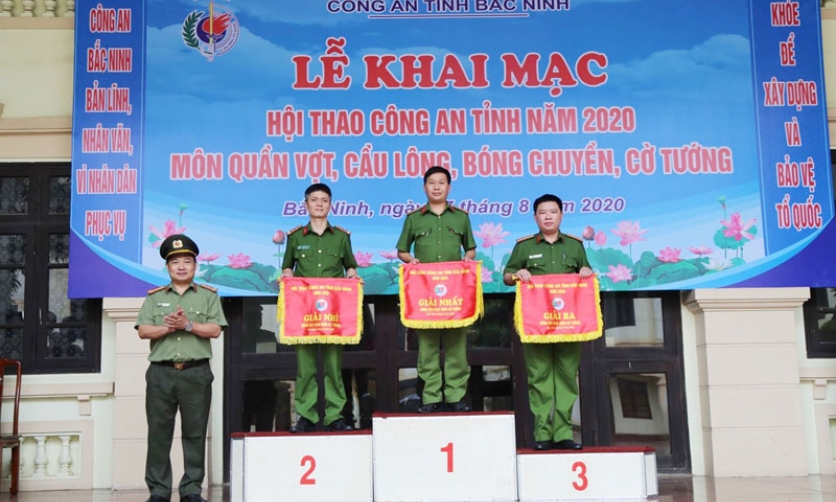 CÔNG AN TỈNH BẮC NINH
LỄ KHAI MẠC
HỘI THAO CÔNG AN TỈNH NĂM 2020
MÔN QUẦN VỢT, CẦU LÔNG, BÓNG CHUYỀN, CỜ TƯỚNG
Bắc Ninh, ngày 7 tháng 8 năm 2020
CÔNG AN
BẮC NINH
BẢN LĨNH,
NHÂN VĂN,
VÌ NHÂN DÂN
PHỤC VỤ
KHỎE
ĐỂ
XÂY DỰNG
VÀ
BẢO VỆ
TỔ QUỐC
GIẢI NHÌ
GIẢI NHẤT
GIẢI BA
2
1
3